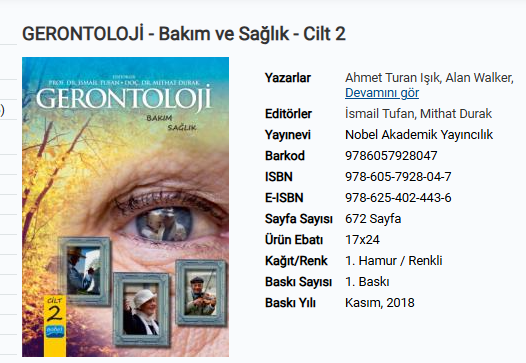 GERONTOLOJİ - Bakım ve Sağlık - Cilt 2
EDİTÖRLER
PROF. DR. İSMAİL TUFAN - DOÇ. DR. MİTHAT DURAK
GERONTOLOJİ
BAKIM
SAĞLIK
CİLT
2
nobel
)
Yazarlar Ahmet Turan Işık, Alan Walker,
Devamını gör
Editörler İsmail Tufan, Mithat Durak
Yayınevi Nobel Akademik Yayıncılık
Barkod 9786057928047
ISBN 978-605-7928-04-7
E-ISBN 978-625-402-443-6
Sayfa Sayısı 672 Sayfa
Ürün Ebatı 17x24
Kağıt/Renk 1. Hamur / Renkli
Baskı Sayısı 1. Baskı
Baskı Yılı Kasım, 2018